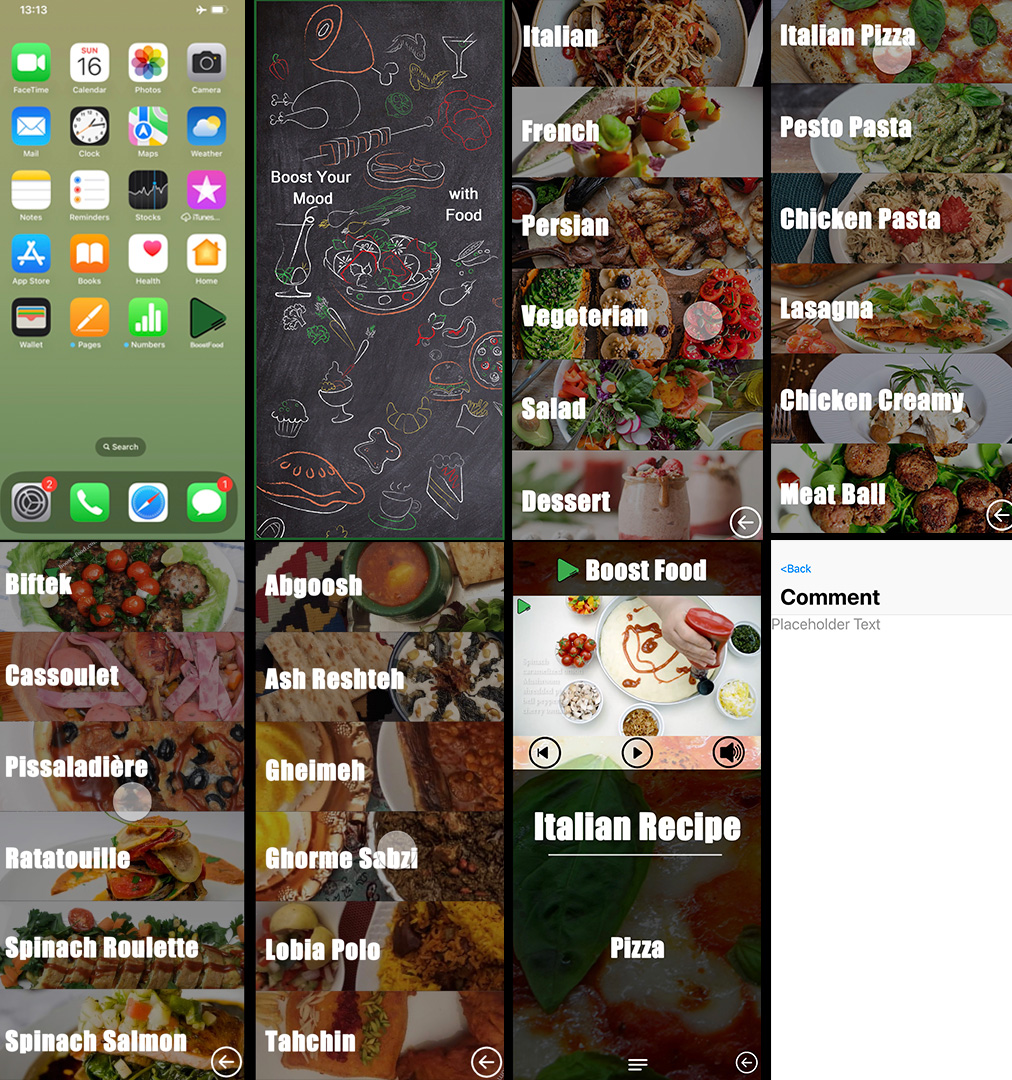 13:13
SUN
16
FaceTime
Calendar
Photos
Camera
Mail
Clock
Maps
Weather
Notes
Reminders
Stocks
iTunes...
App Store
Books
Health
Home
Wallet
Pages
Numbers
BoostFood
Search
2
1
Boost Your
Mood
with
Food
Italian
French
Persian
Vegeterian
Salad
Dessert
Italian Pizza
Pesto Pasta
Chicken Pasta
Lasagna
Chicken Creamy
Meat Ball
Biftek
Cassoulet
Pissaladière
Ratatouille
Spinach Roulette
Spinach Salmon
Abgoosh
Ash Reshteh
Gheimeh
Ghorme Sabzi
Lobia Polo
Tahchin
Boost Food
Italian Recipe
Pizza
<Back
Comment
Placeholder Text